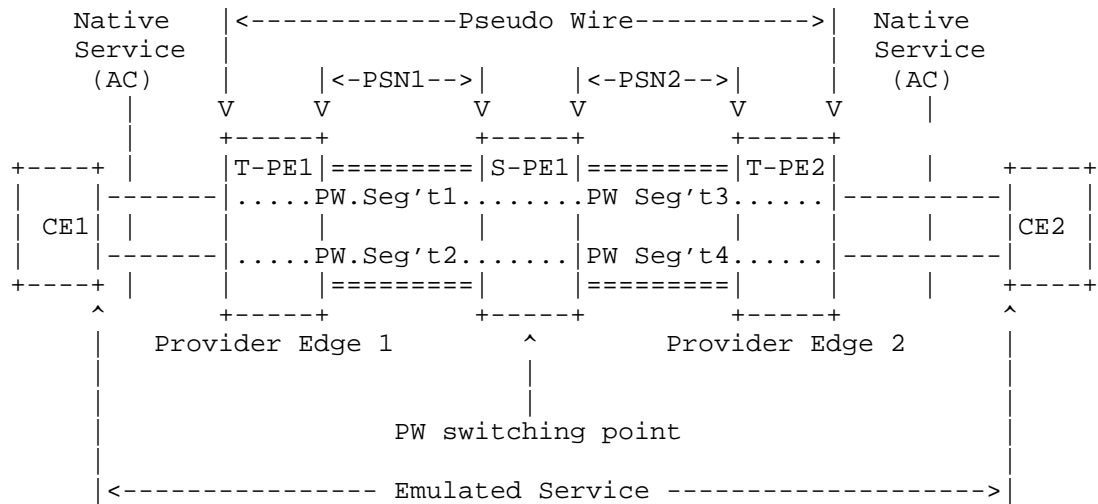 Native |<-------------Pseudo Wire----------->| Native
Service | | Service
(AC) | |<-PSN1-->| |<-PSN2-->| | (AC)
| V V V V V V |
| +-----+ +-----+ +-----+ |
+----+ | |T-PE1|=========|S-PE1|=========|T-PE2| | +----+
| |-------|.....PW.Seg't1........PW Seg't3......|----------| |
| CE1| | | | | | | | | |CE2 |
| |-------|.....PW.Seg't2.......|PW Seg't4......|----------| |
+----+ | | |=========| |=========| | | +----+
^ +-----+ +-----+ +-----+ ^
| Provider Edge 1 ^ Provider Edge 2 |
| | |
| | |
| PW switching point |
| |
|<---------------- Emulated Service ------------------->|